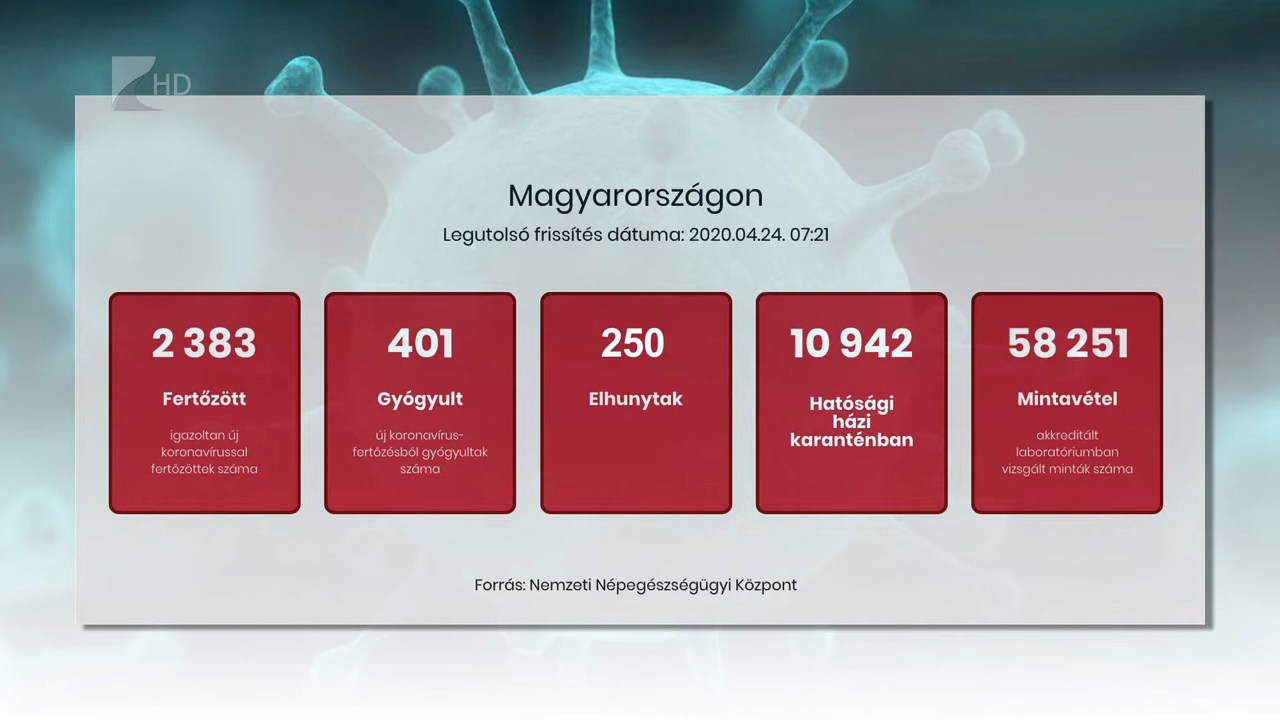 HD
Magyarországon
Legutolsó frissítés dátuma: 2020.04.24. 07:21
2 383
Fertőzött
igazoltan új
koronavírussal
fertőzöttek száma
401
Gyógyult
új koronavírus-
fertőzésből gyógyultak
száma
250
Elhunytak
10 942
Hatósági
házi
karanténban
58 251
Mintavétel
akkreditált
laboratóriumban
vizsgált minták száma
Forrás: Nemzeti Népegészségügyi Központ